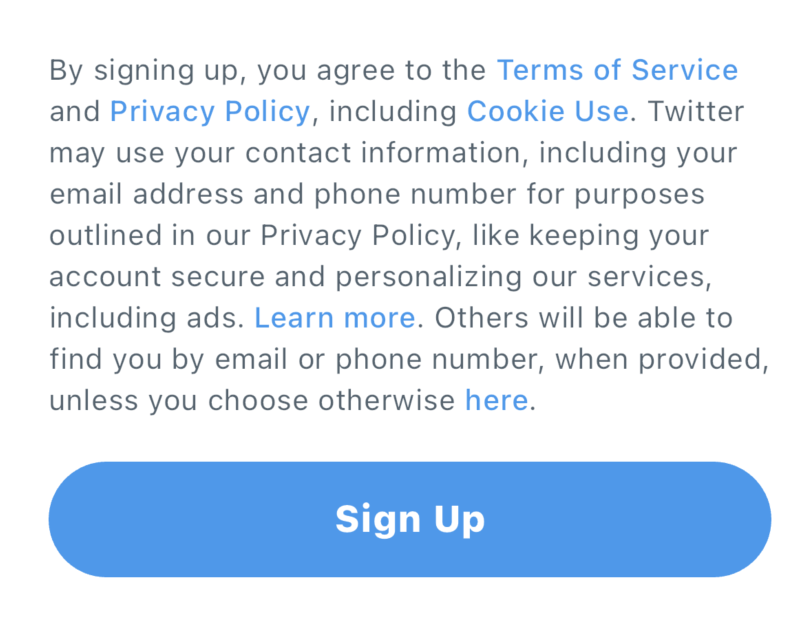 By signing up, you agree to the Terms of Service
and Privacy Policy, including Cookie Use. Twitter
may use your contact information, including your
email address and phone number for purposes
outlined in our Privacy Policy, like keeping your
account secure and personalizing our services,
including ads. Learn more. Others will be able to
find you by email or phone number, when provided,
unless you choose otherwise here.
Sign Up